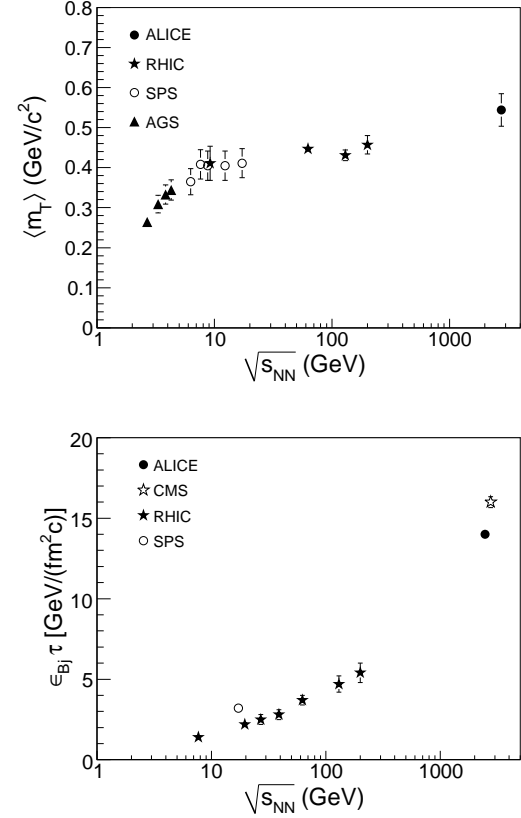 0.8
0.7
0.6
0.5
0.4
0.3
0.2
0.1
0
⟨m_T⟩ (GeV/c²)
ALICE
RHIC
SPS
AGS
1 10 100 1000
√s_NN (GeV)
20
15
10
5
0
ϵ_Bj τ [GeV/(fm²c)]
ALICE
CMS
RHIC
SPS
1 10 100 1000
√s_NN (GeV)